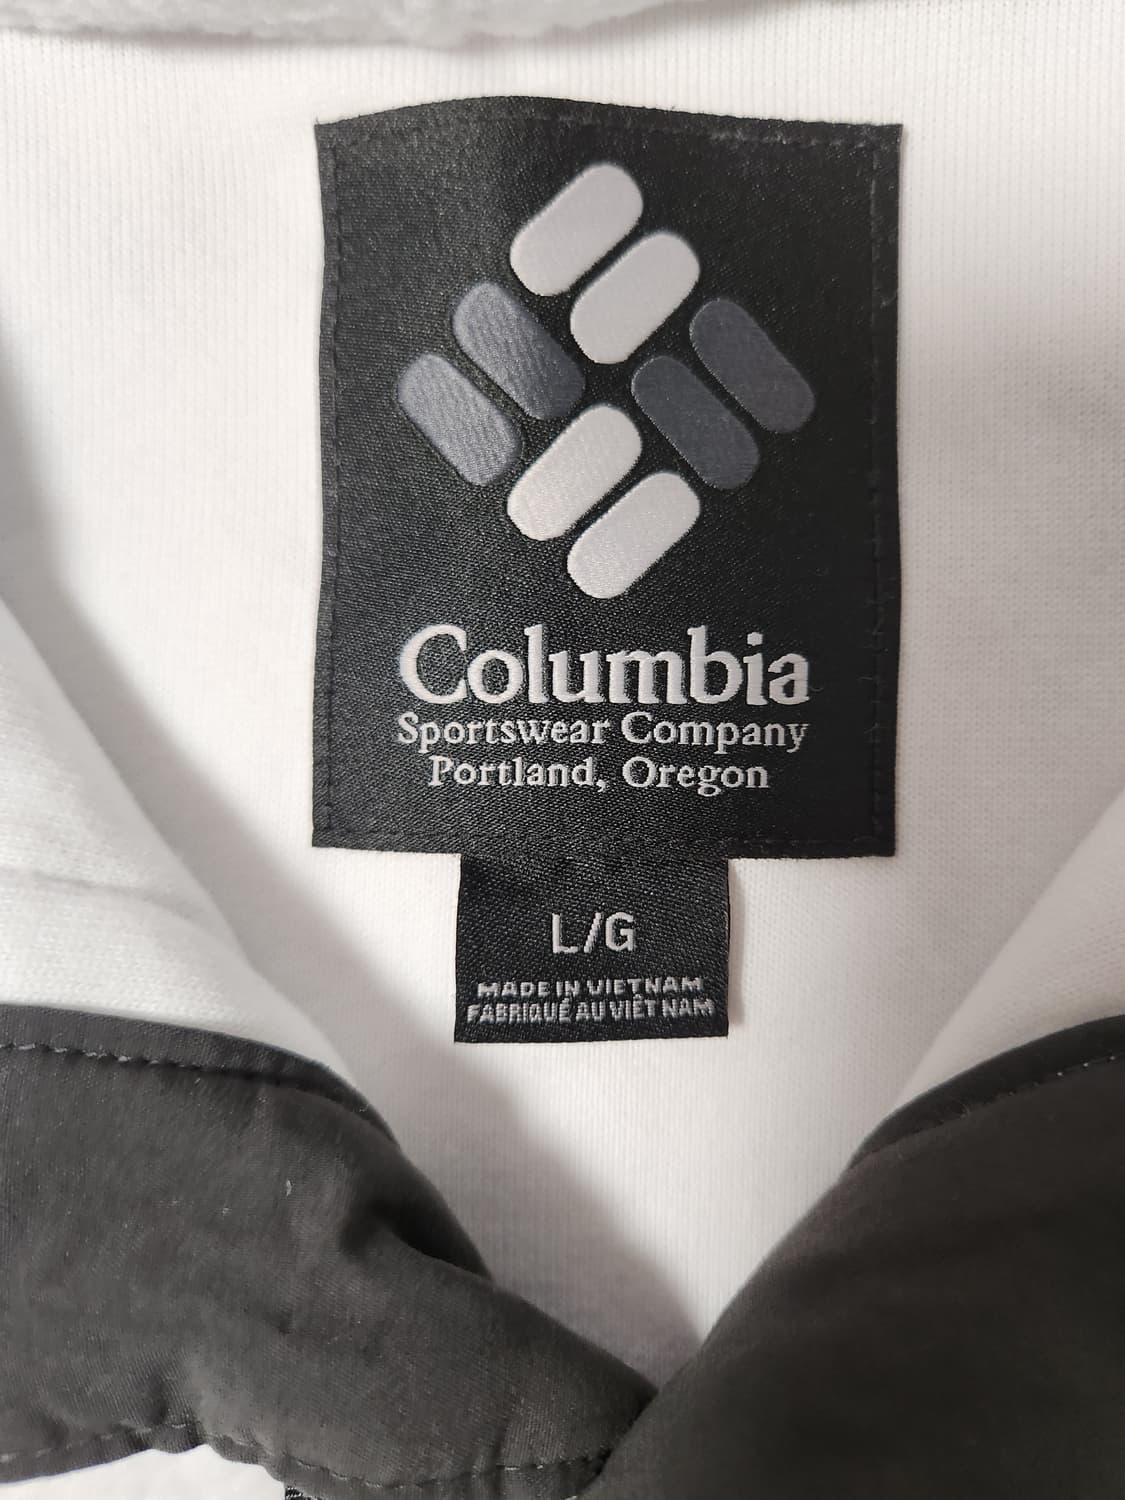 Columbia
Sportswear Company
Portland, Oregon
L/G
MADE IN VIETNAM
FABRIQUÉ AU VIÊT NAM